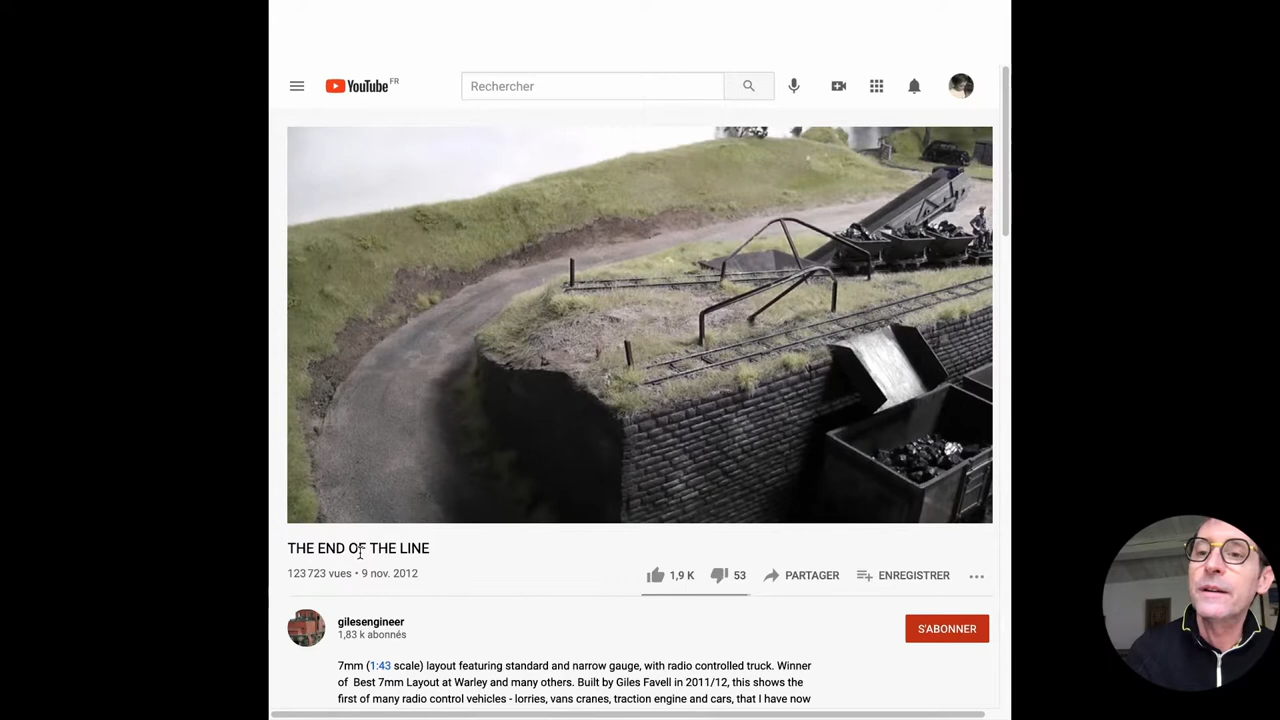 YouTube FR
Rechercher
THE END OF THE LINE
123 723 vues • 9 nov. 2012
1,9 K
53
PARTAGER
ENREGISTRER
gilesengineer
1,83 k abonnés
S'ABONNER
7mm (1:43 scale) layout featuring standard and narrow gauge, with radio controlled truck. Winner
of Best 7mm Layout at Warley and many others. Built by Giles Favell in 2011/12, this shows the
first of many radio control vehicles - lorries, vans cranes, traction engine and cars, that I have now